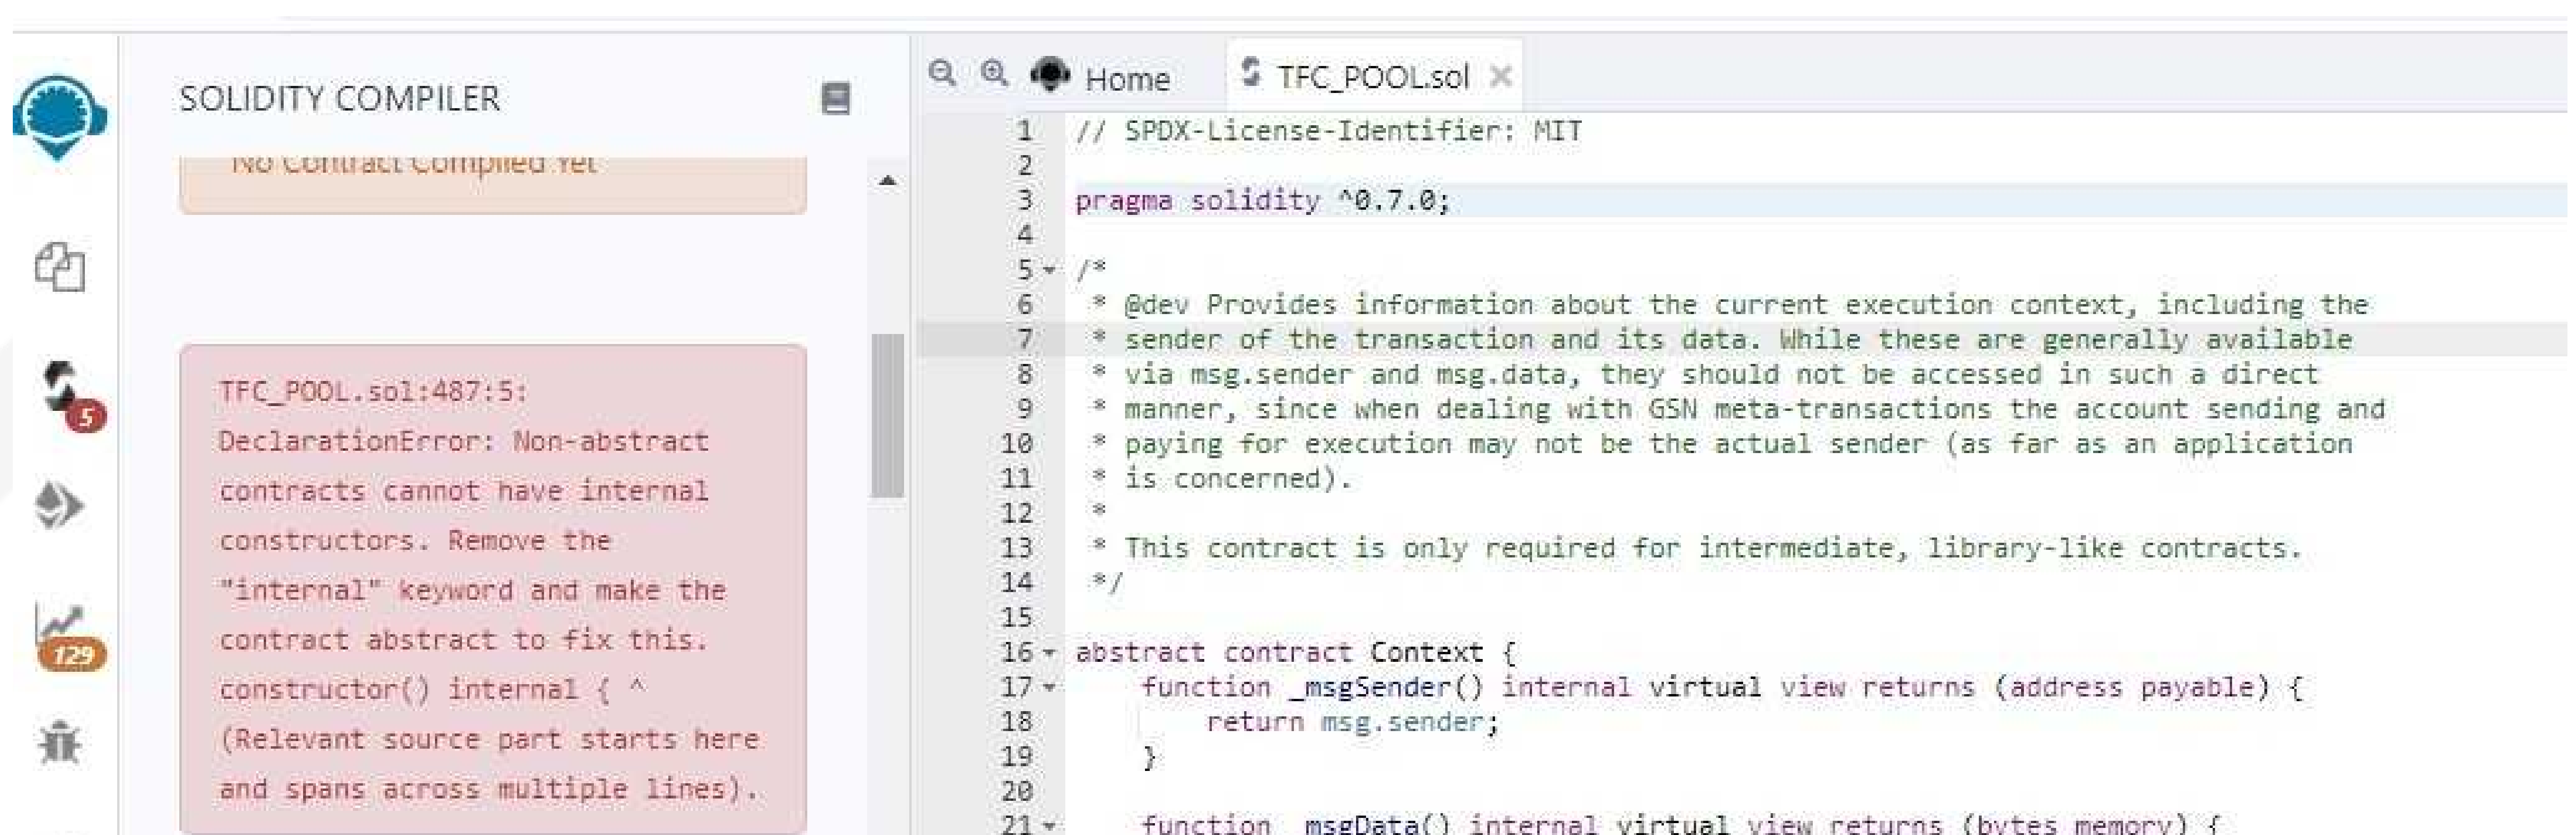 SOLIDITY COMPILER
No Contract Compiled Yet
TFC_POOL.sol:487:5:
DeclarationError: Non-abstract
contracts cannot have internal
constructors. Remove the
"internal" keyword and make the
contract abstract to fix this.
constructor() internal { ^
(Relevant source part starts here
and spans across multiple lines).
5
129
Home
TFC_POOL.sol
1 // SPDX-License-Identifier: MIT
2
3 pragma solidity ^0.7.0;
4
5 /*
6 * @dev Provides information about the current execution context, including the
7 * sender of the transaction and its data. While these are generally available
8 * via msg.sender and msg.data, they should not be accessed in such a direct
9 * manner, since when dealing with GSN meta-transactions the account sending and
10 * paying for execution may not be the actual sender (as far as an application
11 * is concerned).
12 *
13 * This contract is only required for intermediate, library-like contracts.
14 */
15
16 abstract contract Context {
17 function _msgSender() internal virtual view returns (address payable) {
18 return msg.sender;
19 }
20
21 function _msgData() internal virtual view returns (bytes memory) {